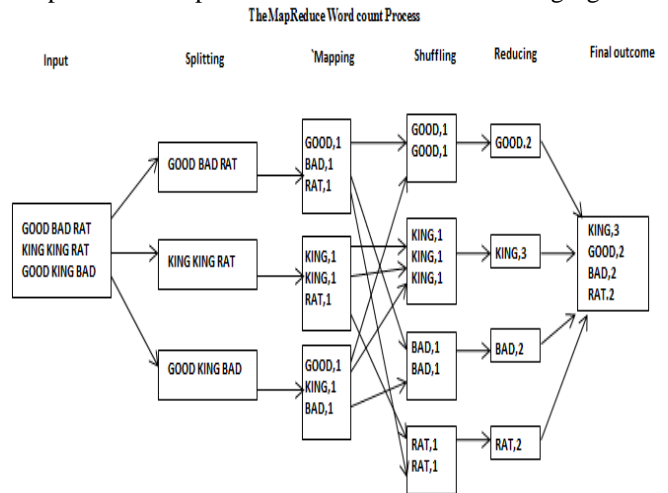 The MapReduce Word count Process
Input
Splitting
`Mapping
Shuffling
Reducing
Final outcome
GOOD BAD RAT
KING KING RAT
GOOD KING BAD
GOOD BAD RAT
KING KING RAT
GOOD KING BAD
GOOD,1
BAD,1
RAT,1
KING,1
KING,1
RAT,1
GOOD,1
KING,1
BAD,1
GOOD,1
GOOD,1
KING,1
KING,1
KING,1
BAD,1
BAD,1
RAT,1
RAT,1
GOOD.2
KING,3
BAD,2
RAT,2
KING,3
GOOD,2
BAD,2
RAT.2